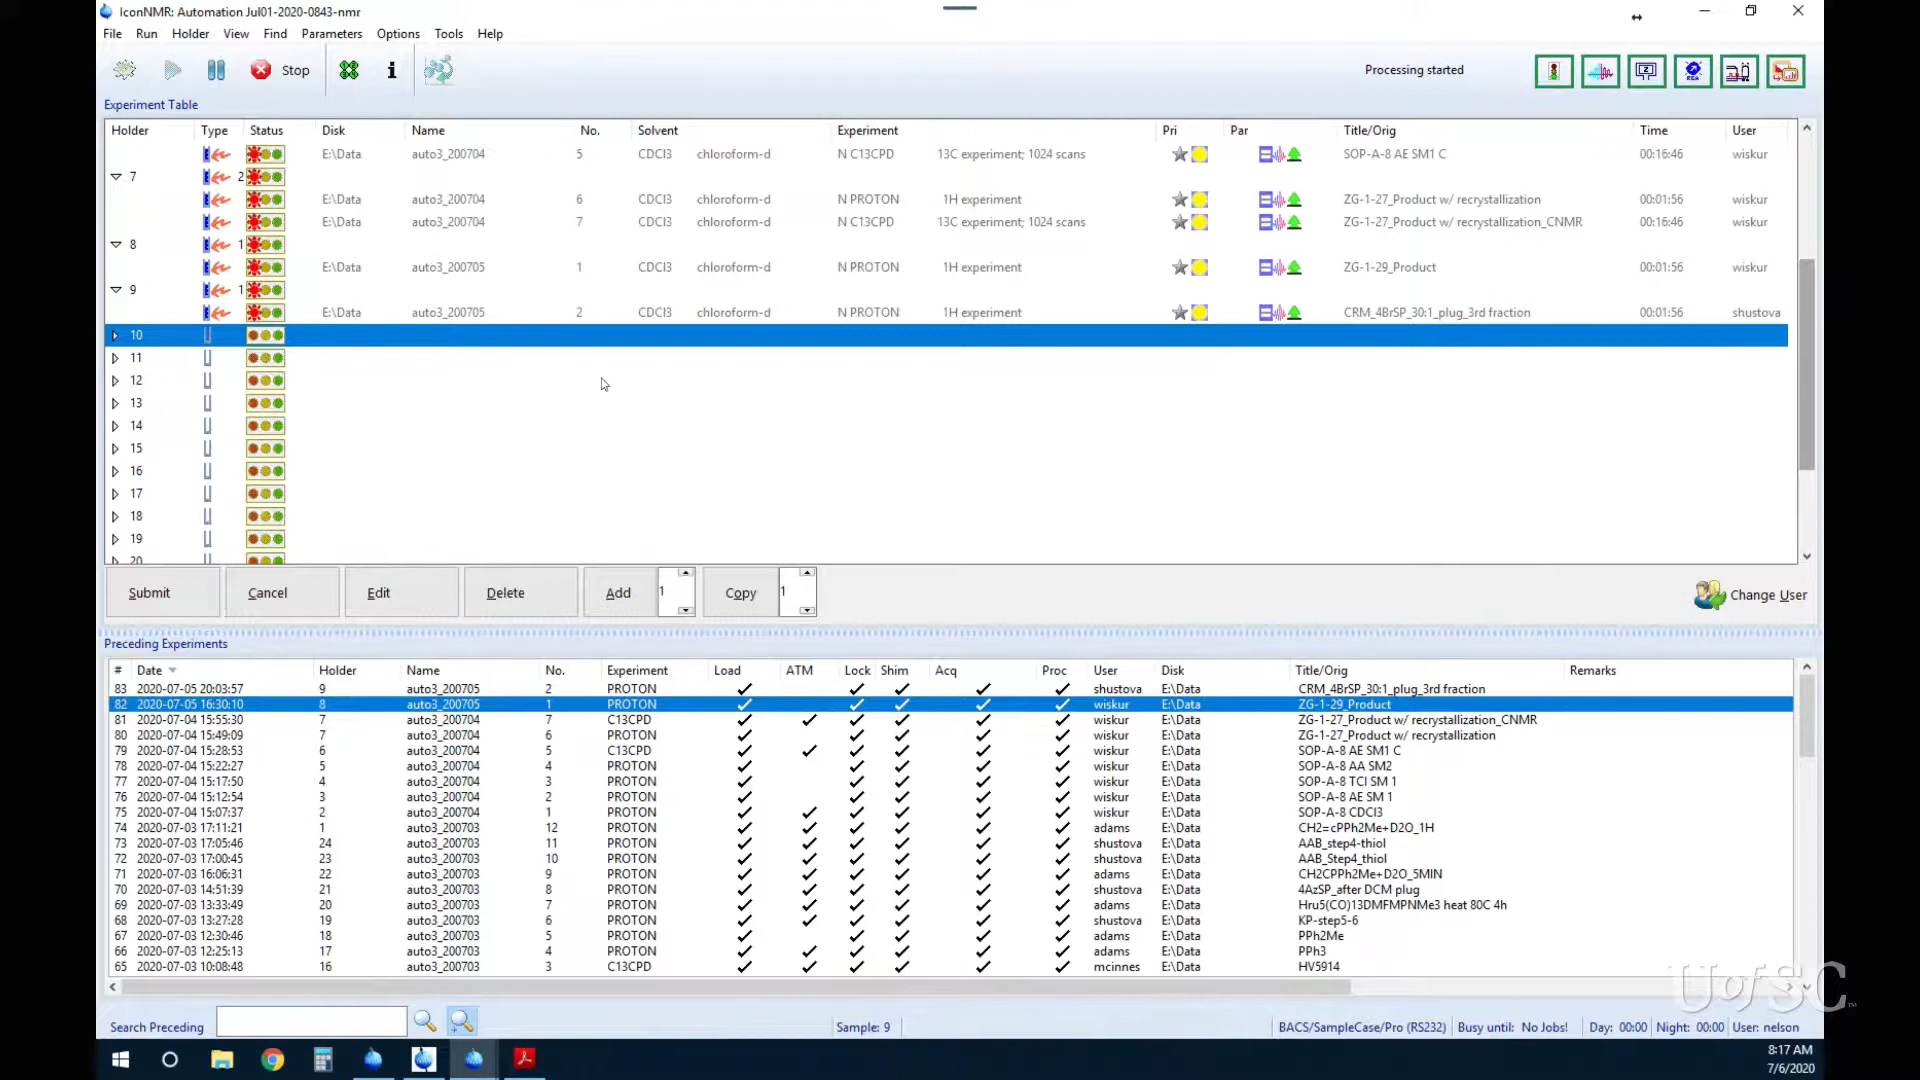 IconNMR: Automation Jul01-2020-0843-nmr
File Run Holder View Find Parameters Options Tools Help
Stop Processing started
Experiment Table
Holder Type Status Disk Name No. Solvent Experiment Pri Par Title/Orig Time User
E:\Data auto3_200704 5 CDCl3 chloroform-d N C13CPD 13C experiment; 1024 scans SOP-A-8 AE SM1 C 00:16:46 wiskur
7 2
E:\Data auto3_200704 6 CDCl3 chloroform-d N PROTON 1H experiment ZG-1-27_Product w/ recrystallization 00:01:56 wiskur
E:\Data auto3_200704 7 CDCl3 chloroform-d N C13CPD 13C experiment; 1024 scans ZG-1-27_Product w/ recrystallization_CNMR 00:16:46 wiskur
8 1
E:\Data auto3_200705 1 CDCl3 chloroform-d N PROTON 1H experiment ZG-1-29_Product 00:01:56 wiskur
9 1
E:\Data auto3_200705 2 CDCl3 chloroform-d N PROTON 1H experiment CRM_4BrSP_30:1_plug_3rd fraction 00:01:56 shustova
10
11
12
13
14
15
16
17
18
19
20
Submit Cancel Edit Delete Add 1 Copy 1 Change User
Preceding Experiments
# Date Holder Name No. Experiment Load ATM Lock Shim Acq Proc User Disk Title/Orig Remarks
83 2020-07-05 20:03:57 9 auto3_200705 2 PROTON shustova E:\Data CRM_4BrSP_30:1_plug_3rd fraction
82 2020-07-05 16:30:10 8 auto3_200705 1 PROTON wiskur E:\Data ZG-1-29_Product
81 2020-07-04 15:55:30 7 auto3_200704 7 C13CPD wiskur E:\Data ZG-1-27_Product w/ recrystallization_CNMR
80 2020-07-04 15:49:09 7 auto3_200704 6 PROTON wiskur E:\Data ZG-1-27_Product w/ recrystallization
79 2020-07-04 15:28:53 6 auto3_200704 5 C13CPD wiskur E:\Data SOP-A-8 AE SM1 C
78 2020-07-04 15:22:27 5 auto3_200704 4 PROTON wiskur E:\Data SOP-A-8 AA SM2
77 2020-07-04 15:17:50 4 auto3_200704 3 PROTON wiskur E:\Data SOP-A-8 TCI SM 1
76 2020-07-04 15:12:54 3 auto3_200704 2 PROTON wiskur E:\Data SOP-A-8 AE SM 1
75 2020-07-04 15:07:37 2 auto3_200704 1 PROTON wiskur E:\Data SOP-A-8 CDCl3
74 2020-07-03 17:11:21 1 auto3_200703 12 PROTON adams E:\Data CH2=cPPh2Me+D2O_1H
73 2020-07-03 17:05:46 24 auto3_200703 11 PROTON shustova E:\Data AAB_step4-thiol
72 2020-07-03 17:00:45 23 auto3_200703 10 PROTON shustova E:\Data AAB_Step4_thiol
71 2020-07-03 16:06:31 22 auto3_200703 9 PROTON adams E:\Data CH2CPPh2Me+D2O_5MIN
70 2020-07-03 14:51:39 21 auto3_200703 8 PROTON shustova E:\Data 4AzSP_after DCM plug
69 2020-07-03 13:33:49 20 auto3_200703 7 PROTON adams E:\Data Hru5(CO)13DMFMPNMe3 heat 80C 4h
68 2020-07-03 13:27:28 19 auto3_200703 6 PROTON shustova E:\Data KP-step5-6
67 2020-07-03 12:30:46 18 auto3_200703 5 PROTON adams E:\Data PPh2Me
66 2020-07-03 12:25:13 17 auto3_200703 4 PROTON adams E:\Data PPh3
65 2020-07-03 10:08:48 16 auto3_200703 3 C13CPD mcinnes E:\Data HV5914
UofSC
Search Preceding Sample: 9 BACS/SampleCase/Pro (RS232) Busy until: No Jobs! Day: 00:00 Night: 00:00 User: nelson
8:17 AM
7/6/2020